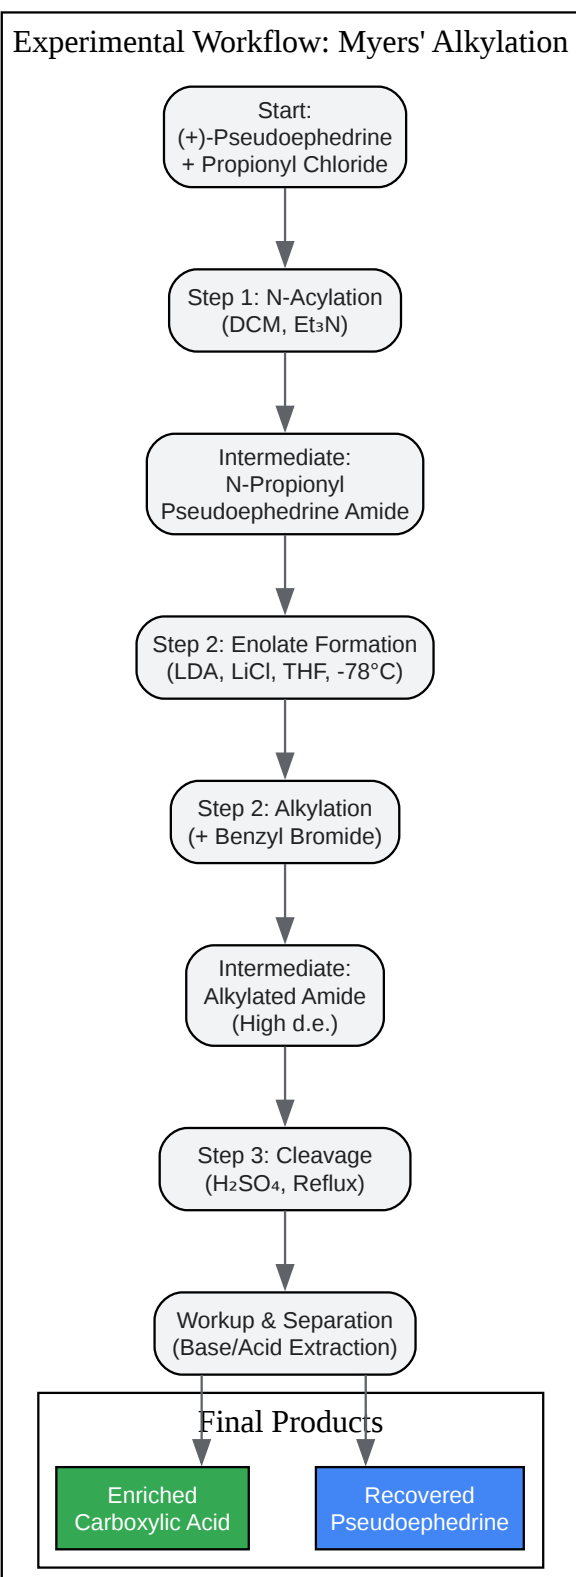 Experimental Workflow: Myers' Alkylation
Start:
(+)-Pseudoephedrine
+ Propionyl Chloride
Step 1: N-Acylation
(DCM, Et₃N)
Intermediate:
N-Propionyl
Pseudoephedrine Amide
Step 2: Enolate Formation
(LDA, LiCl, THF, -78°C)
Step 2: Alkylation
(+ Benzyl Bromide)
Intermediate:
Alkylated Amide
(High d.e.)
Step 3: Cleavage
(H₂SO₄, Reflux)
Workup & Separation
(Base/Acid Extraction)
Final Products
Enriched
Carboxylic Acid
Recovered
Pseudoephedrine